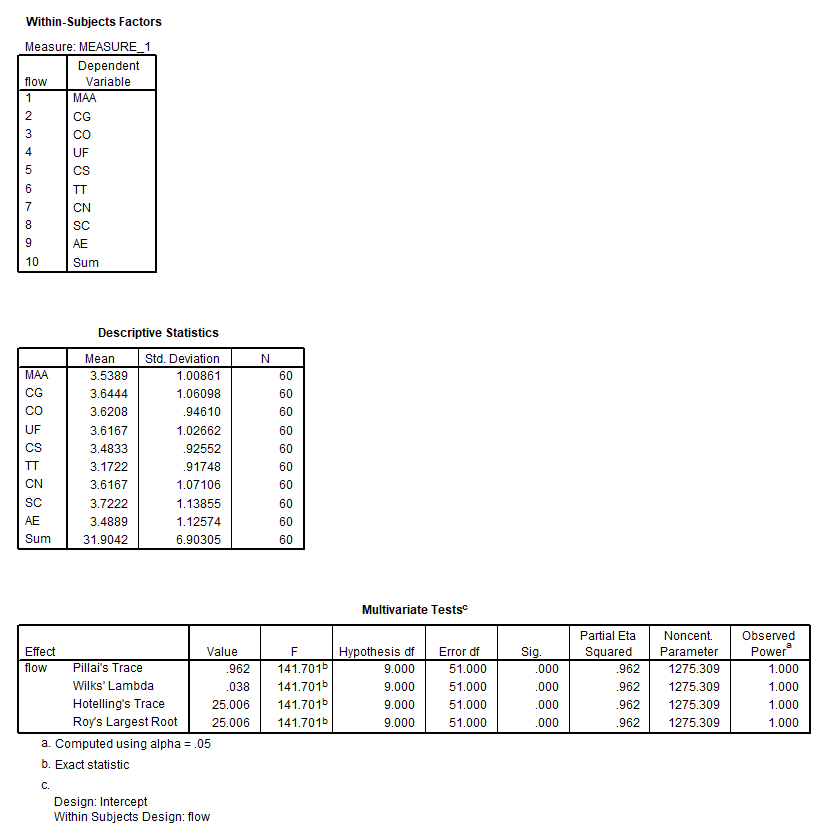 Within-Subjects Factors
Measure: MEASURE_1
flow Dependent Variable
1 MAA
2 CG
3 CO
4 UF
5 CS
6 TT
7 CN
8 SC
9 AE
10 Sum
Descriptive Statistics
Mean Std. Deviation N
MAA 3.5389 1.00861 60
CG 3.6444 1.06098 60
CO 3.6208 .94610 60
UF 3.6167 1.02662 60
CS 3.4833 .92552 60
TT 3.1722 .91748 60
CN 3.6167 1.07106 60
SC 3.7222 1.13855 60
AE 3.4889 1.12574 60
Sum 31.9042 6.90305 60
Multivariate Testsc
Effect Value F Hypothesis df Error df Sig. Partial Eta Squared Noncent. Parameter Observed Powera
flow Pillai's Trace .962 141.701b 9.000 51.000 .000 .962 1275.309 1.000
Wilks' Lambda .038 141.701b 9.000 51.000 .000 .962 1275.309 1.000
Hotelling's Trace 25.006 141.701b 9.000 51.000 .000 .962 1275.309 1.000
Roy's Largest Root 25.006 141.701b 9.000 51.000 .000 .962 1275.309 1.000
a. Computed using alpha = .05
b. Exact statistic
c.
Design: Intercept
Within Subjects Design: flow